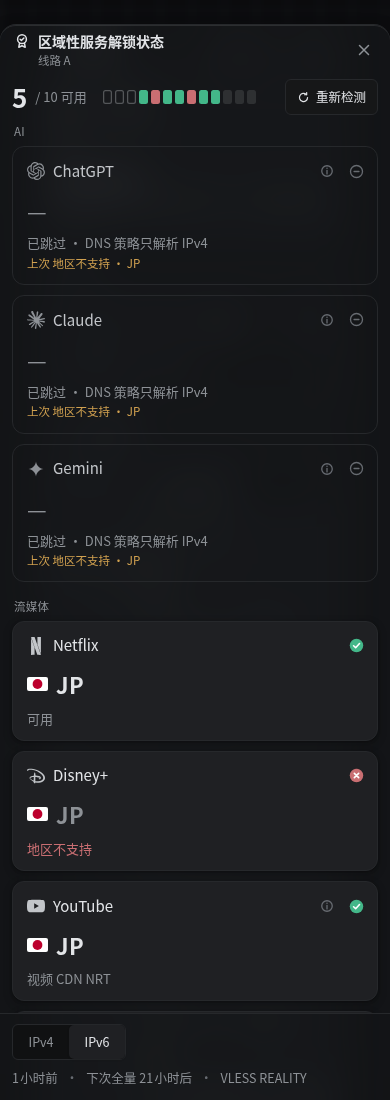 区域性服务解锁状态
线路 A
5 / 10 可用
重新检测
AI
ChatGPT
—
已跳过 · DNS 策略只解析 IPv4
上次 地区不支持 · JP
Claude
—
已跳过 · DNS 策略只解析 IPv4
上次 地区不支持 · JP
Gemini
—
已跳过 · DNS 策略只解析 IPv4
上次 地区不支持 · JP
流媒体
Netflix
JP
可用
Disney+
JP
地区不支持
YouTube
JP
视频 CDN NRT
IPv4 IPv6
1小时前 · 下次全量 21小时后 · VLESS REALITY